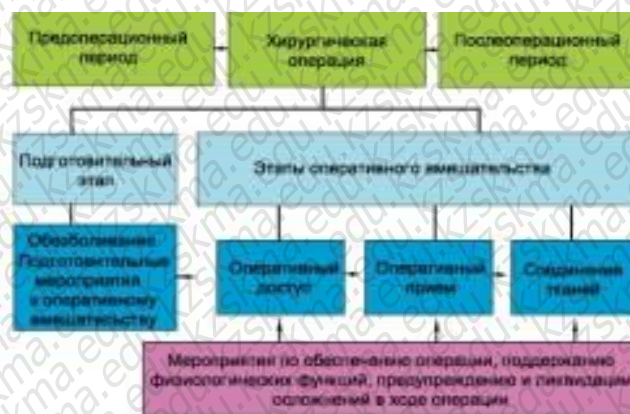 Предоперационный
период
Хирургическая
операция
Послеоперационный
период
Подготовительный
этап
Этапы оперативного вмешательства
Обезболивание.
Подготовительные
мероприятия
к оперативному
вмешательству
Оперативный
доступ
Оперативный
прием
Соединение
тканей
Мероприятия по обеспечению операции, поддержанию
физиологических функций, предупреждению и ликвидации
осложнений в ходе операции